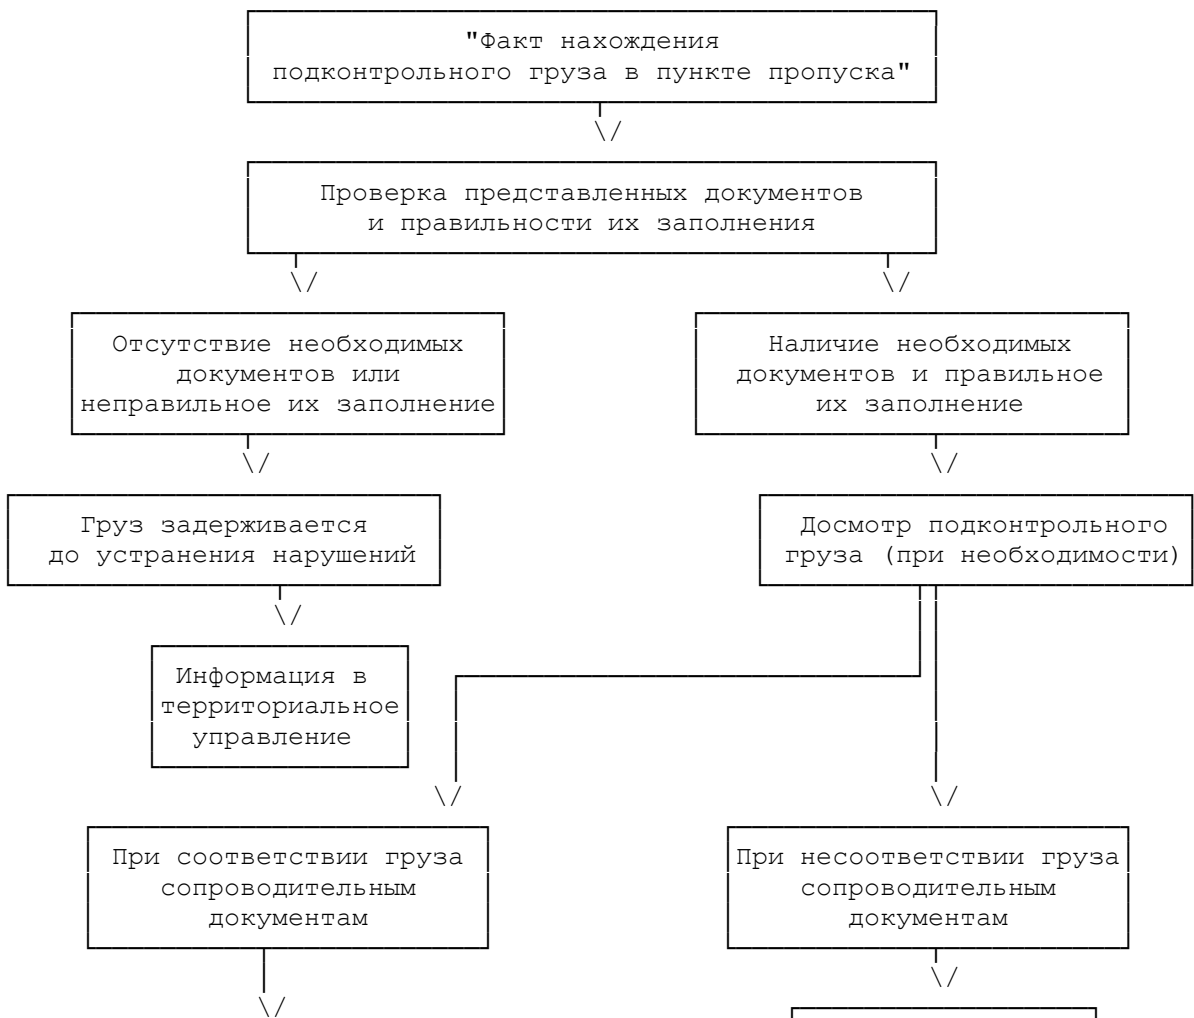 "Факт нахождения
подконтрольного груза в пункте пропуска"
Проверка представленных документов
и правильности их заполнения
Отсутствие необходимых
документов или
неправильное их заполнение
Наличие необходимых
документов и правильное
их заполнение
Груз задерживается
до устранения нарушений
Досмотр подконтрольного
груза (при необходимости)
Информация в
территориальное
управление
При соответствии груза
сопроводительным
документам
При несоответствии груза
сопроводительным
документам